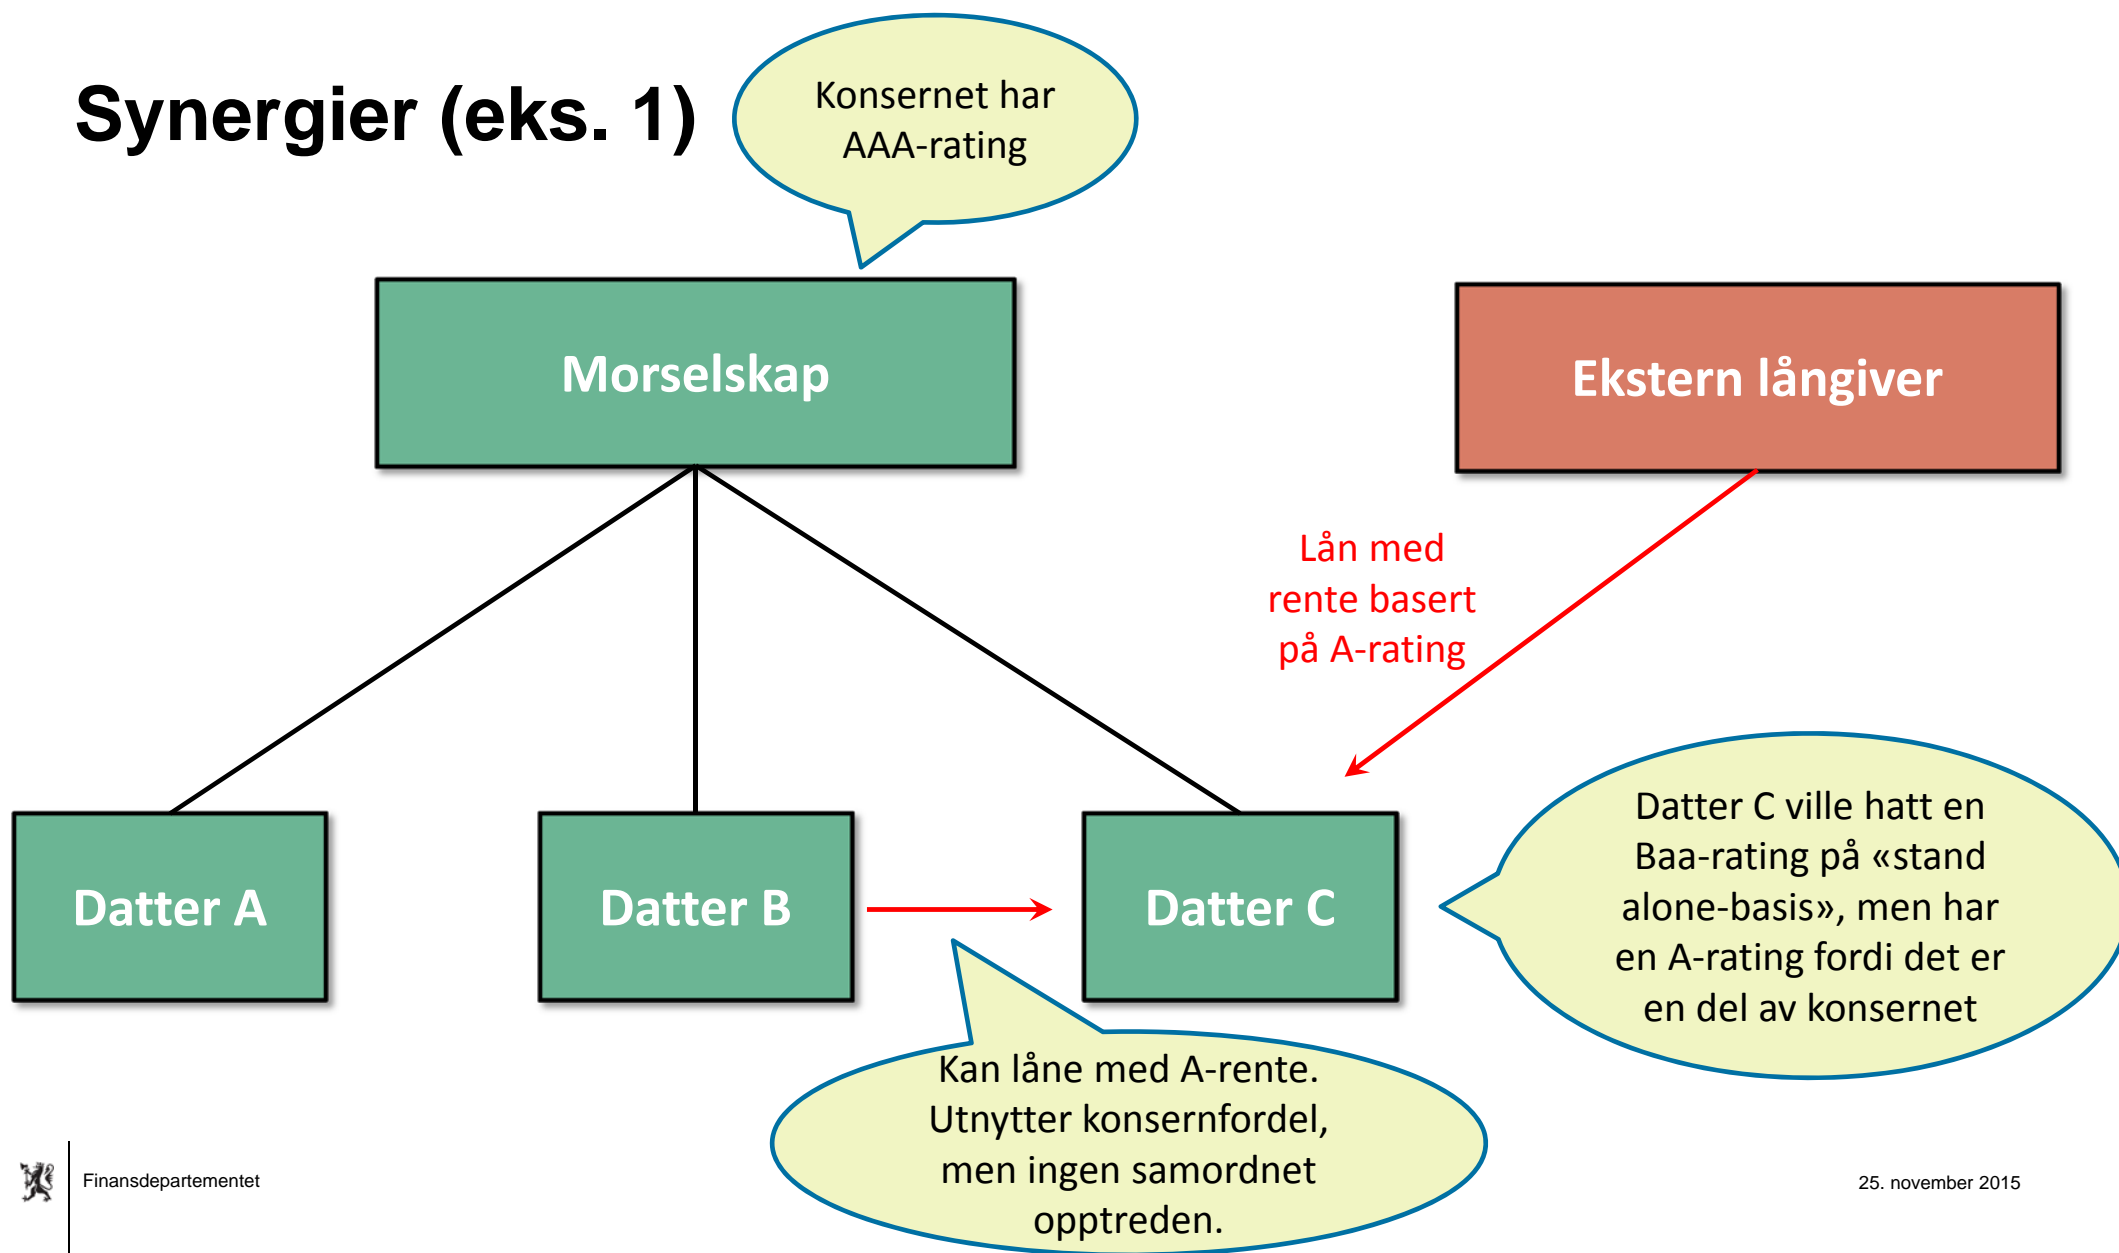 Synergier (eks. 1)
Konsernet har
AAA-rating
Morselskap
Ekstern långiver
Lån med
rente basert
på A-rating
Datter A
Datter B
Datter C
Datter C ville hatt en
Baa-rating på «stand
alone-basis», men har
en A-rating fordi det er
en del av konsernet
Kan låne med A-rente.
Utnytter konsernfordel,
men ingen samordnet
opptreden.
Finansdepartementet
25. november 2015